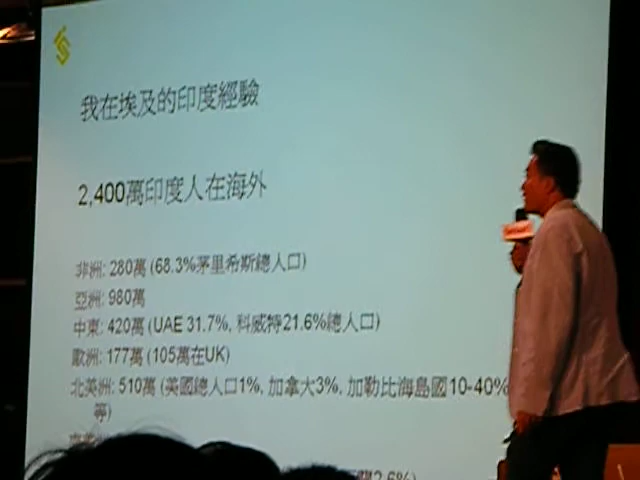 我在埃及的印度經驗
2,400萬印度人在海外
非洲: 280萬 (68.3%茅里希斯總人口)
亞洲: 980萬
中東: 420萬 (UAE 31.7%, 科威特21.6%總人口)
歐洲: 177萬 (105萬在UK)
北美洲: 510萬 (美國總人口1%, 加拿大3%, 加勒比海島國10-40%
等)
2.6%)